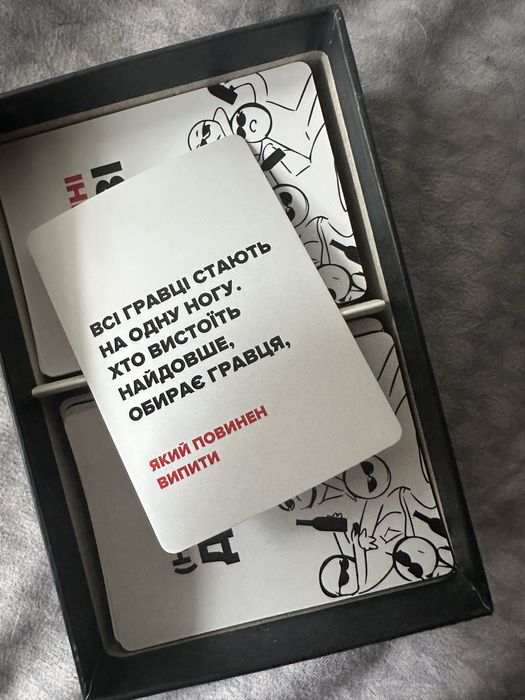 ВСІ ГРАВЦІ СТАЮТЬ
НА ОДНУ НОГУ.
ХТО ВИСТОЇТЬ
НАЙДОВШЕ,
ОБИРАЄ ГРАВЦЯ,
ЯКИЙ ПОВИНЕН
ВИПИТИ